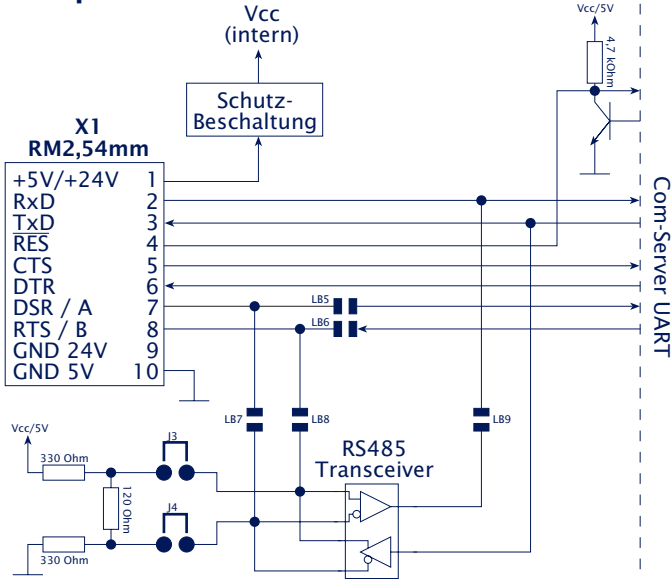 Vcc
(intern)
Vcc/5V
4,7 kOhm
Schutz-
Beschaltung
X1
RM2,54mm
+5V/+24V 1
RxD 2
TxD 3
RES 4
CTS 5
DTR 6
DSR / A 7
RTS / B 8
GND 24V 9
GND 5V 10
Com-Server UART
LB5
LB6
LB7
LB8
LB9
RS485
Transceiver
Vcc/5V
330 Ohm
J3
120 Ohm
J4
330 Ohm